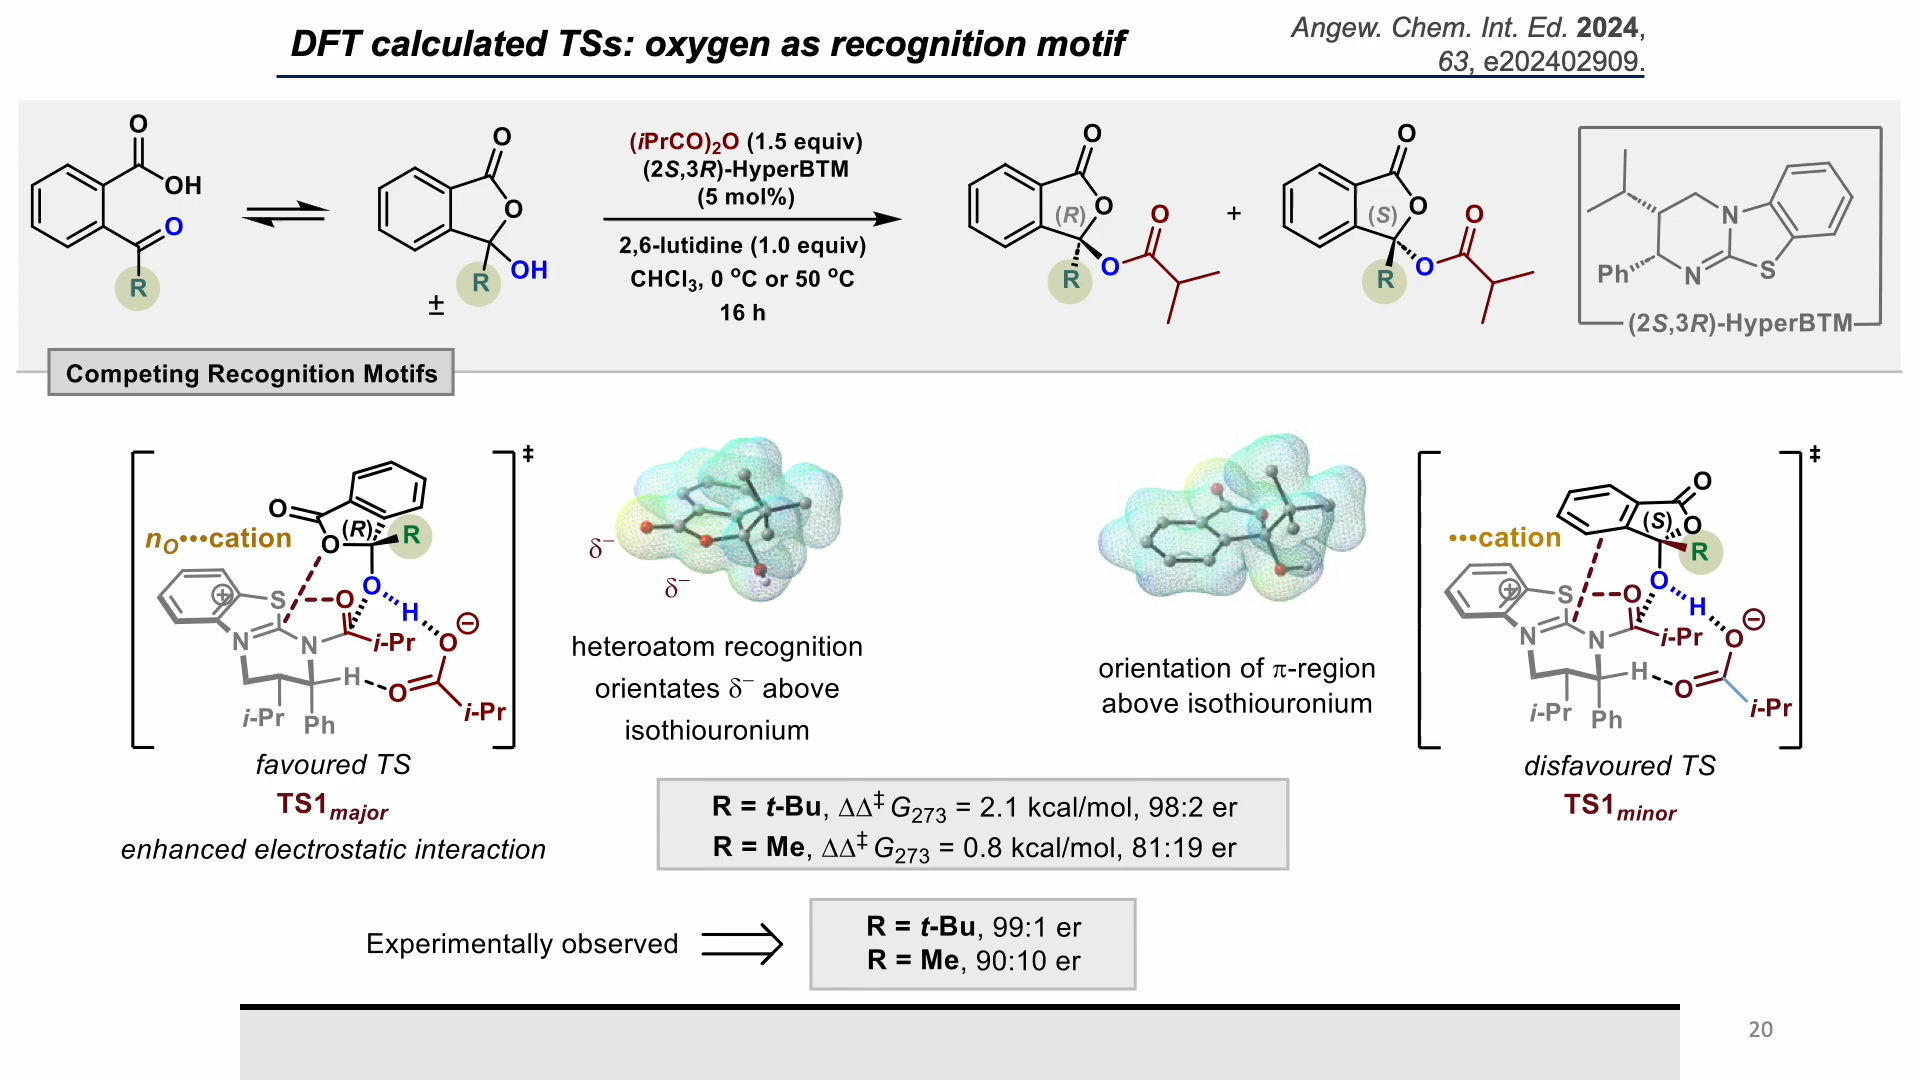 DFT calculated TSs: oxygen as recognition motif
Angew. Chem. Int. Ed. 2024,
63, e202402909.
O
OH
O
R
O
O
OH
R
±
(iPrCO)₂O (1.5 equiv)
(2S,3R)-HyperBTM
(5 mol%)
2,6-lutidine (1.0 equiv)
CHCl₃, 0 ºC or 50 ºC
16 h
O
O
(R)
R
O
O
+
O
O
(S)
R
O
O
N
N
S
Ph
(2S,3R)-HyperBTM
Competing Recognition Motifs
‡
O
(R)
O
R
nO•••cation
O
H
S
O
N
N
i-Pr
O
H
O
i-Pr
Ph
i-Pr
favoured TS
TS1major
enhanced electrostatic interaction
δ⁻
δ⁻
heteroatom recognition
orientates δ⁻ above
isothiouronium
orientation of π-region
above isothiouronium
‡
O
(S)
O
R
•••cation
O
H
S
O
N
N
i-Pr
O
H
O
i-Pr
Ph
i-Pr
disfavoured TS
TS1minor
R = t-Bu, ΔΔ‡G273 = 2.1 kcal/mol, 98:2 er
R = Me, ΔΔ‡G273 = 0.8 kcal/mol, 81:19 er
Experimentally observed
R = t-Bu, 99:1 er
R = Me, 90:10 er
20